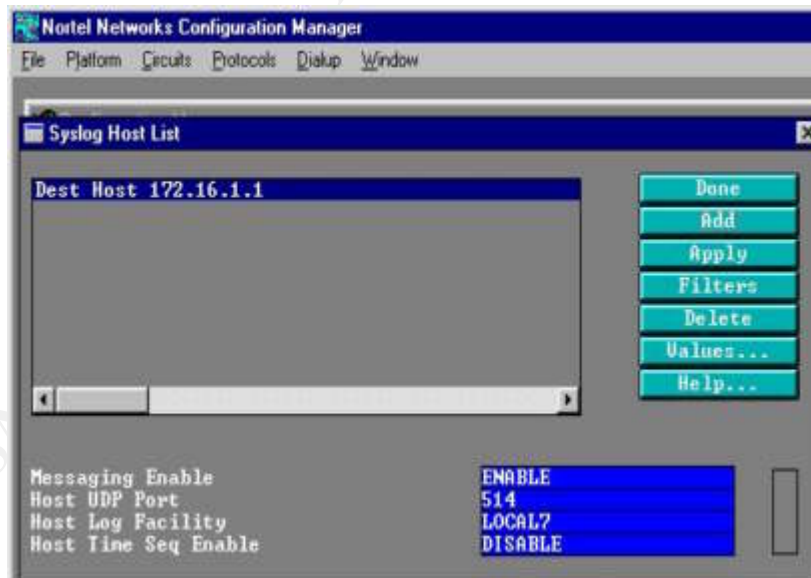 Nortel Networks Configuration Manager
File Platform Circuits Protocols Dialup Window
Syslog Host List
Dest Host 172.16.1.1
Done
Add
Apply
Filters
Delete
Values...
Help...
Messaging Enable ENABLE
Host UDP Port 514
Host Log Facility LOCAL7
Host Time Seq Enable DISABLE